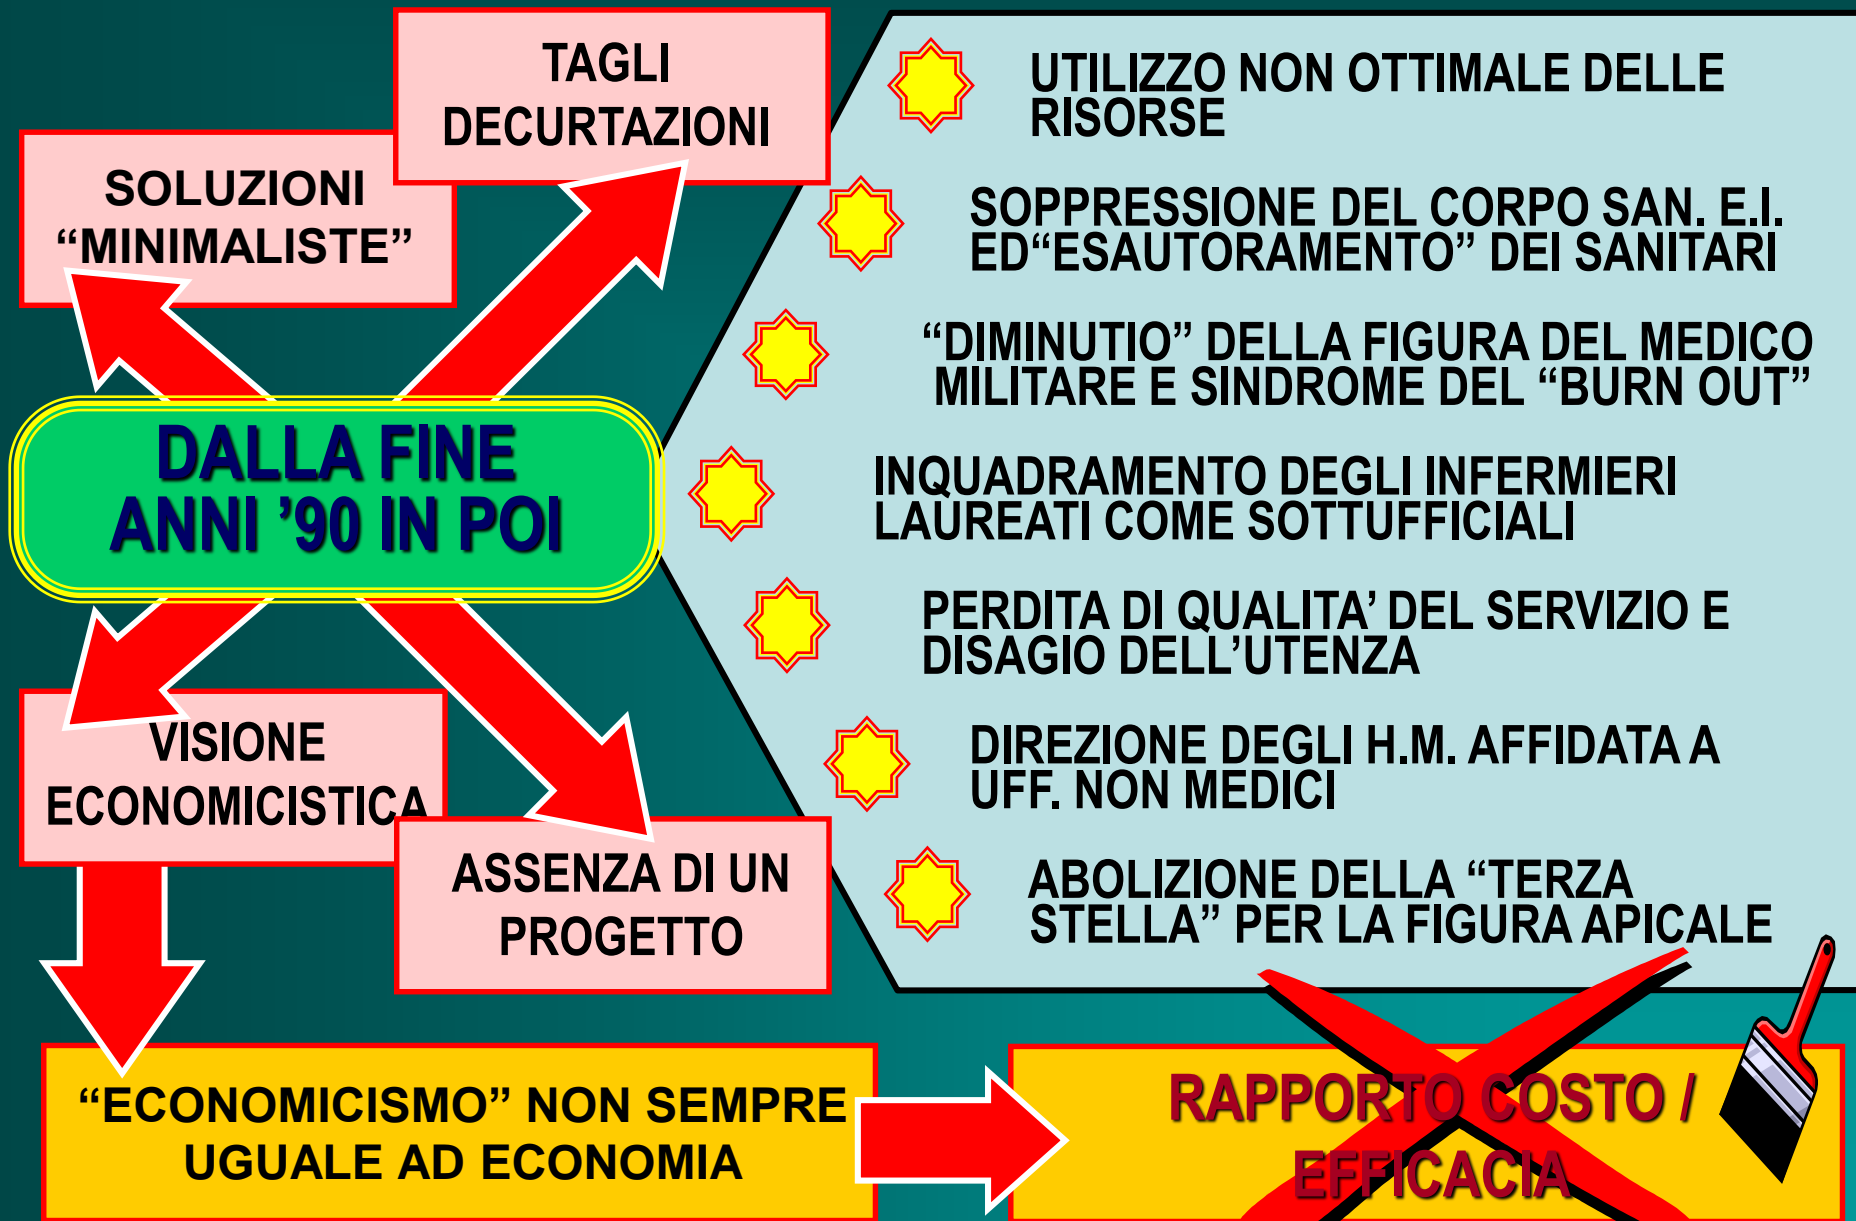 TAGLI
DECURTAZIONI
SOLUZIONI
“MINIMALISTE”
DALLA FINE
ANNI ’90 IN POI
VISIONE
ECONOMICISTICA
ASSENZA DI UN
PROGETTO
UTILIZZO NON OTTIMALE DELLE
RISORSE
SOPPRESSIONE DEL CORPO SAN. E.I.
ED“ESAUTORAMENTO” DEI SANITARI
“DIMINUTIO” DELLA FIGURA DEL MEDICO
MILITARE E SINDROME DEL “BURN OUT”
INQUADRAMENTO DEGLI INFERMIERI
LAUREATI COME SOTTUFFICIALI
PERDITA DI QUALITA’ DEL SERVIZIO E
DISAGIO DELL’UTENZA
DIREZIONE DEGLI H.M. AFFIDATA A
UFF. NON MEDICI
ABOLIZIONE DELLA “TERZA
STELLA” PER LA FIGURA APICALE
“ECONOMICISMO” NON SEMPRE
UGUALE AD ECONOMIA
RAPPORTO COSTO /
EFFICACIA